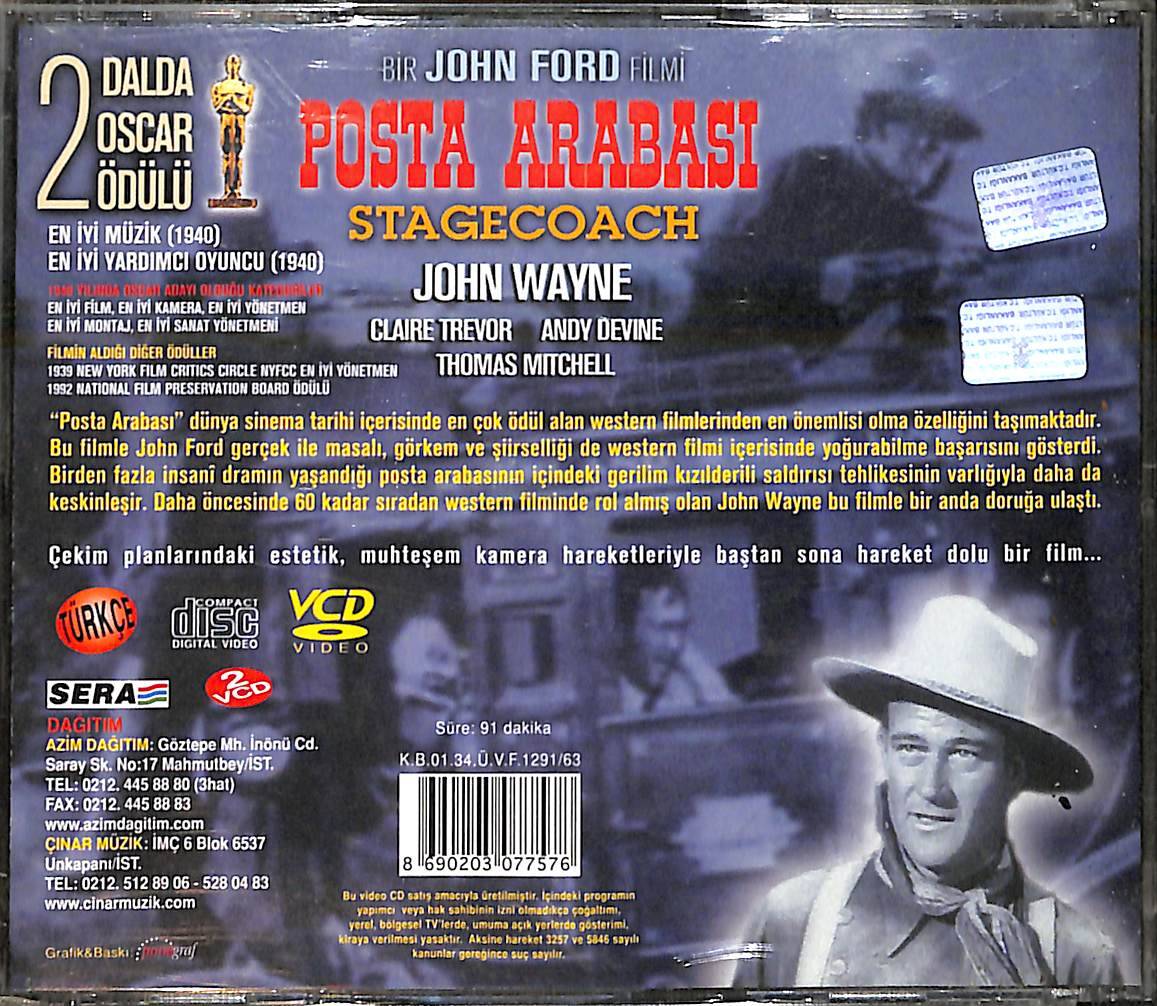 2 DALDA
OSCAR
ÖDÜLÜ
EN İYİ MÜZİK (1940)
EN İYİ YARDIMCI OYUNCU (1940)
1940 YILINDA OSCAR ADAYI OLDUĞU KATEGORİLER
EN İYİ FİLM, EN İYİ KAMERA, EN İYİ YÖNETMEN
EN İYİ MONTAJ, EN İYİ SANAT YÖNETMENİ
FİLMİN ALDIĞI DİĞER ÖDÜLLER
1939 NEW YORK FILM CRITICS CIRCLE NYFCC EN İYİ YÖNETMEN
1992 NATIONAL FILM PRESERVATION BOARD ÖDÜLÜ
BİR JOHN FORD FİLMİ
POSTA ARABASI
STAGECOACH
JOHN WAYNE
CLAIRE TREVOR ANDY DEVINE
THOMAS MITCHELL
"Posta Arabası" dünya sinema tarihi içerisinde en çok ödül alan western filmlerinden en önemlisi olma özelliğini taşımaktadır.
Bu filmle John Ford gerçek ile masalı, görkem ve şiirselliği de western filmi içerisinde yoğurabilme başarısını gösterdi.
Birden fazla insanî dramın yaşandığı posta arabasının içindeki gerilim kızılderili saldırısı tehlikesinin varlığıyla daha da
keskinleşir. Daha öncesinde 60 kadar sıradan western filminde rol almış olan John Wayne bu filmle bir anda doruğa ulaştı.
Çekim planlarındaki estetik, muhteşem kamera hareketleriyle baştan sona hareket dolu bir film...
TÜRKÇE
COMPACT
disc
DIGITAL VIDEO
VCD
VIDEO
SERA
2
VCD
DAĞITIM
AZİM DAĞITIM: Göztepe Mh. İnönü Cd.
Saray Sk. No:17 Mahmutbey/İST.
TEL: 0212. 445 88 80 (3hat)
FAX: 0212. 445 88 83
www.azimdagitim.com
ÇINAR MÜZİK: İMÇ 6 Blok 6537
Unkapanı/İST.
TEL: 0212. 512 89 06 - 528 04 83
www.cinarmuzik.com
Grafik&Baskı
Süre: 91 dakika
K.B.01.34.Ü.V.F.1291/63
8 690203 077576
Bu video CD satış amacıyla üretilmiştir. İçindeki programın
yapımcı veya hak sahibinin izni olmadıkça çoğaltımı,
yerel, bölgesel TV'lerde, umuma açık yerlerde gösterimi,
kiraya verilmesi yasaktır. Aksine hareket 3257 ve 5846 sayılı
kanunlar gereğince suç sayılır.